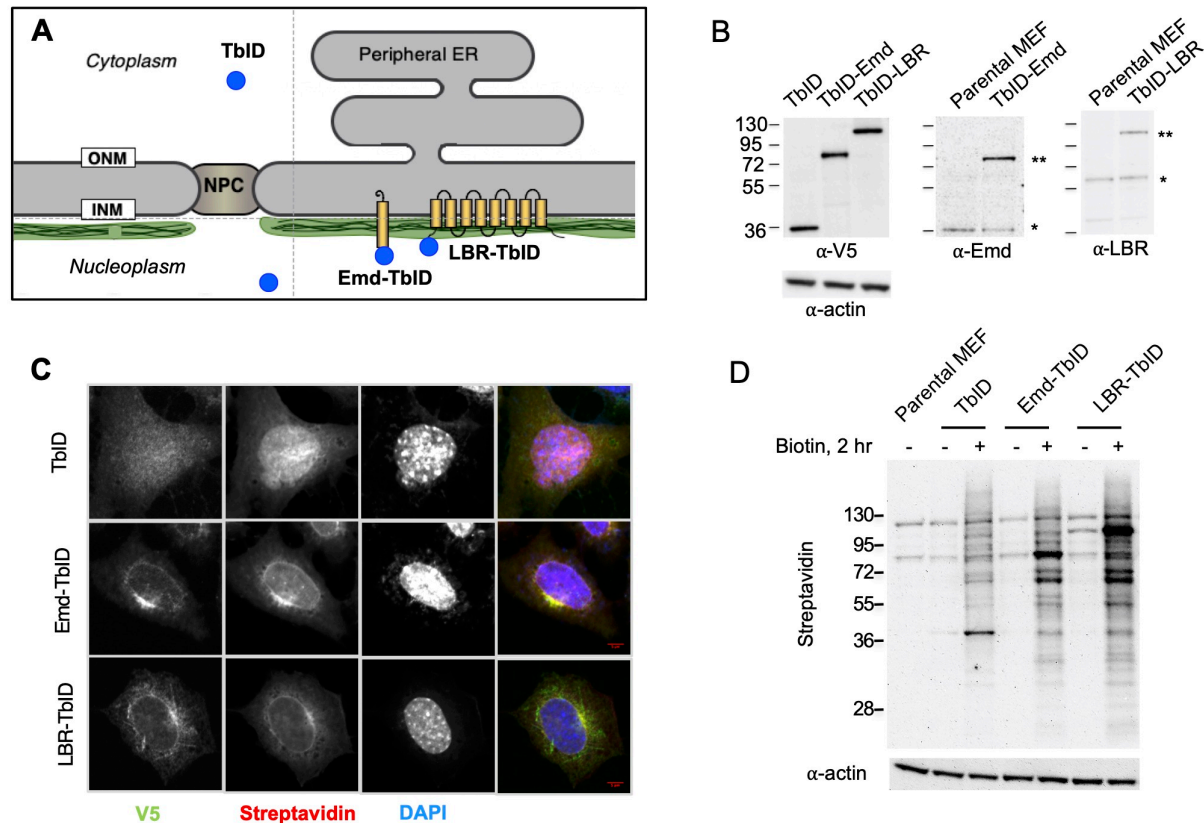 A
Cytoplasm
TbID
Peripheral ER
ONM
NPC
INM
Nucleoplasm
Emd-TbID
LBR-TbID
B
TbID
TbID-Emd
TbID-LBR
130
95
72
55
36
α-V5
α-actin
Parental MEF
TbID-Emd
**
*
α-Emd
Parental MEF
TbID-LBR
**
*
α-LBR
C
TbID
Emd-TbID
LBR-TbID
V5
Streptavidin
DAPI
D
Parental MEF
TbID
Emd-TbID
LBR-TbID
Biotin, 2 hr - - + - + - +
Streptavidin
130
95
72
55
36
28
α-actin